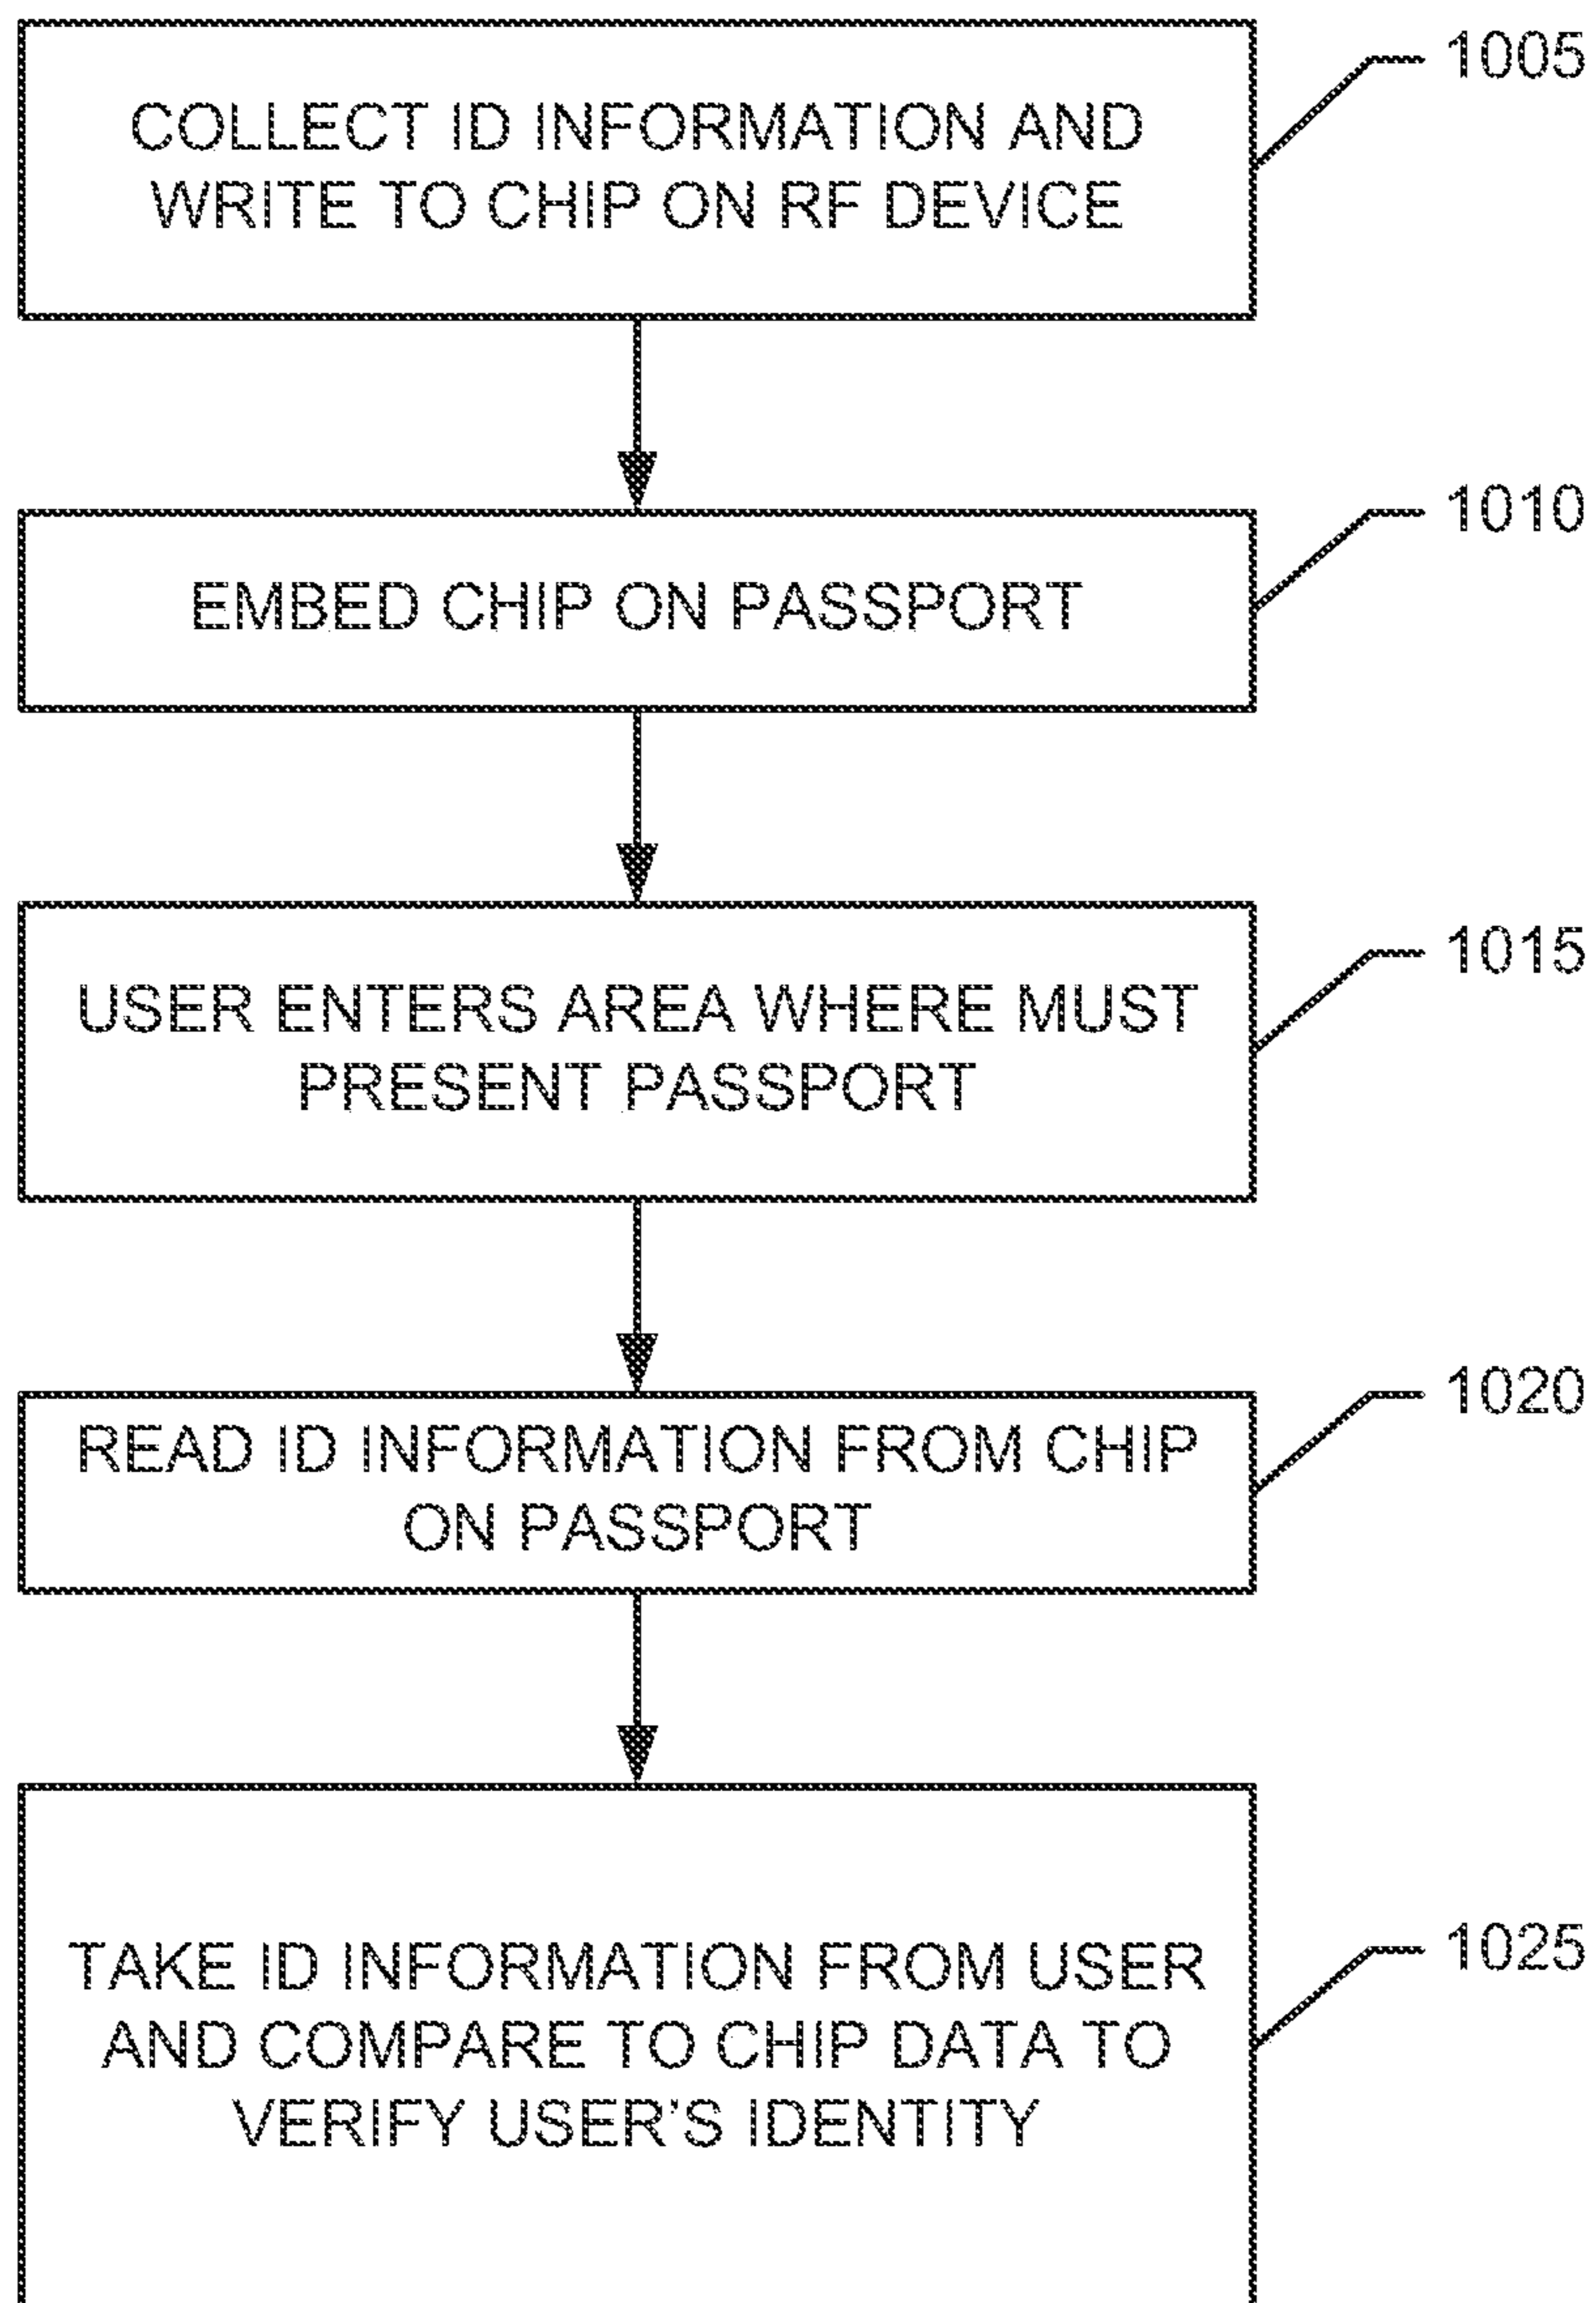 1005
COLLECT ID INFORMATION AND
WRITE TO CHIP ON RF DEVICE
1010
EMBED CHIP ON PASSPORT
1015
USER ENTERS AREA WHERE MUST
PRESENT PASSPORT
1020
READ ID INFORMATION FROM CHIP
ON PASSPORT
1025
TAKE ID INFORMATION FROM USER
AND COMPARE TO CHIP DATA TO
VERIFY USER'S IDENTITY